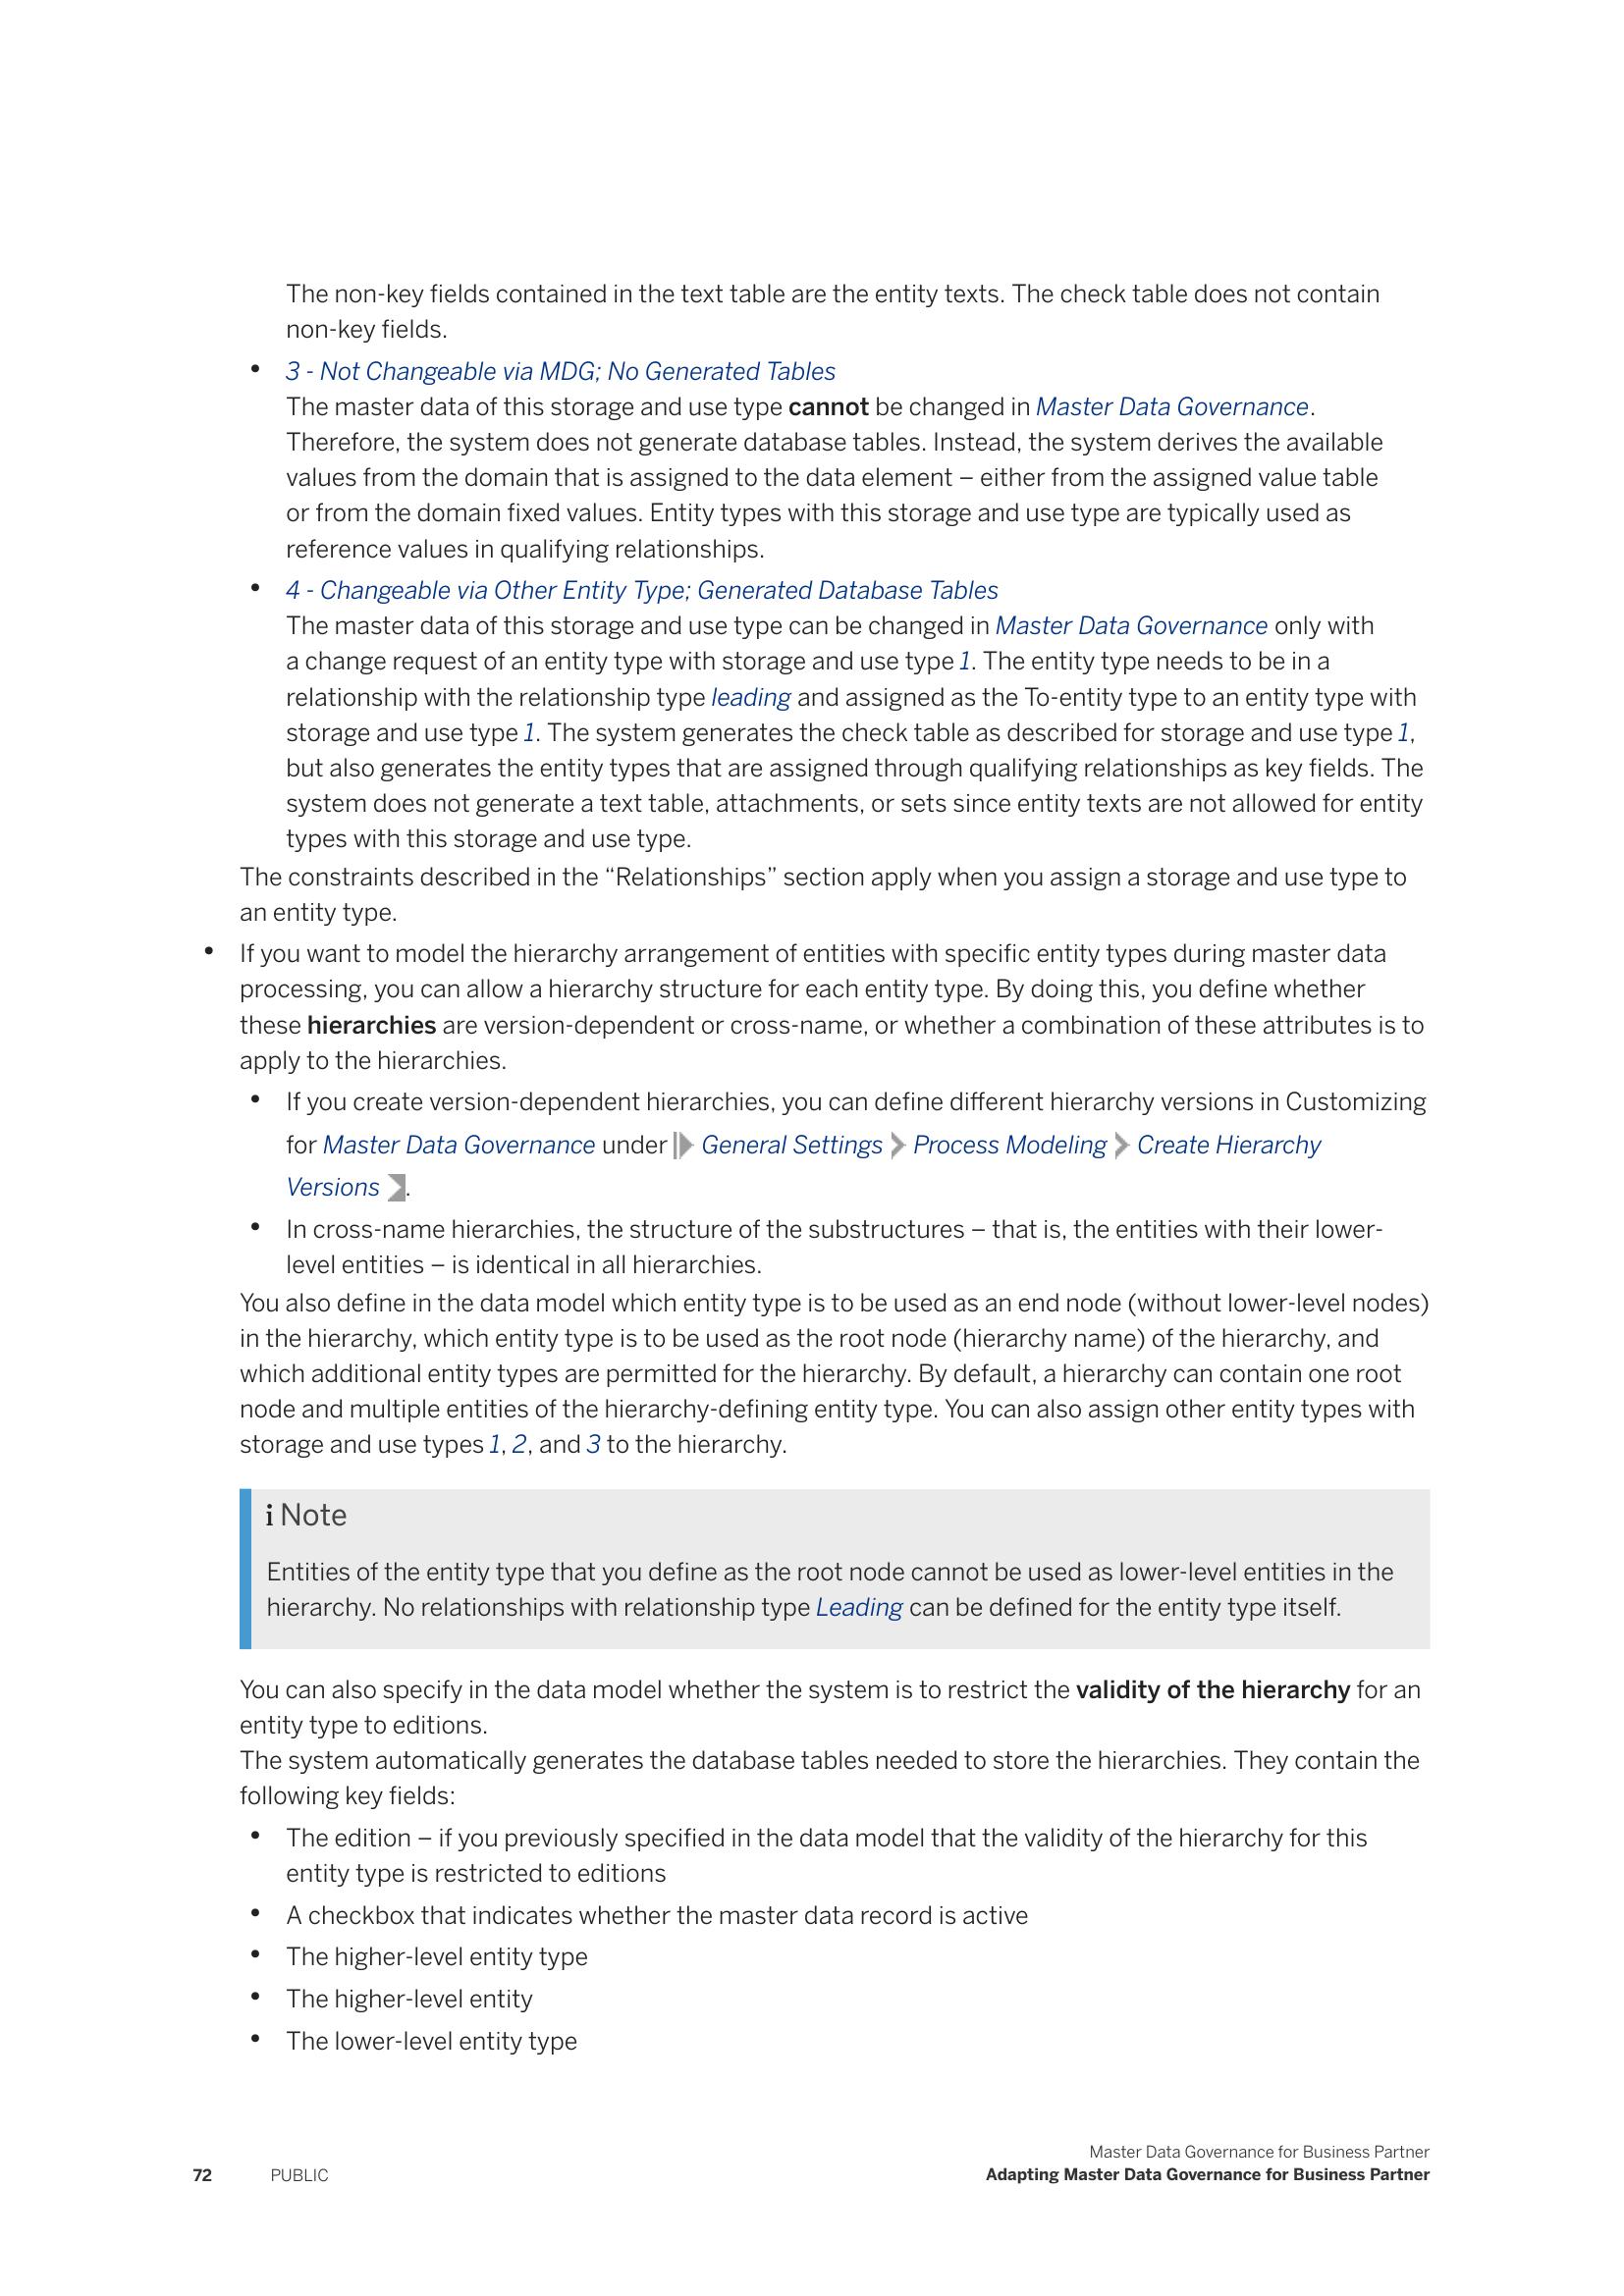 The non-key fields contained in the text table are the entity texts. The check table does not contain
non-key fields.
• 3 - Not Changeable via MDG; No Generated Tables
The master data of this storage and use type cannot be changed in Master Data Governance.
Therefore, the system does not generate database tables. Instead, the system derives the available
values from the domain that is assigned to the data element – either from the assigned value table
or from the domain fixed values. Entity types with this storage and use type are typically used as
reference values in qualifying relationships.
• 4 - Changeable via Other Entity Type; Generated Database Tables
The master data of this storage and use type can be changed in Master Data Governance only with
a change request of an entity type with storage and use type 1. The entity type needs to be in a
relationship with the relationship type leading and assigned as the To-entity type to an entity type with
storage and use type 1. The system generates the check table as described for storage and use type 1,
but also generates the entity types that are assigned through qualifying relationships as key fields. The
system does not generate a text table, attachments, or sets since entity texts are not allowed for entity
types with this storage and use type.
The constraints described in the “Relationships” section apply when you assign a storage and use type to
an entity type.
• If you want to model the hierarchy arrangement of entities with specific entity types during master data
processing, you can allow a hierarchy structure for each entity type. By doing this, you define whether
these hierarchies are version-dependent or cross-name, or whether a combination of these attributes is to
apply to the hierarchies.
• If you create version-dependent hierarchies, you can define different hierarchy versions in Customizing
for Master Data Governance under General Settings Process Modeling Create Hierarchy
Versions .
• In cross-name hierarchies, the structure of the substructures – that is, the entities with their lower-
level entities – is identical in all hierarchies.
You also define in the data model which entity type is to be used as an end node (without lower-level nodes)
in the hierarchy, which entity type is to be used as the root node (hierarchy name) of the hierarchy, and
which additional entity types are permitted for the hierarchy. By default, a hierarchy can contain one root
node and multiple entities of the hierarchy-defining entity type. You can also assign other entity types with
storage and use types 1, 2, and 3 to the hierarchy.
i Note
Entities of the entity type that you define as the root node cannot be used as lower-level entities in the
hierarchy. No relationships with relationship type Leading can be defined for the entity type itself.
You can also specify in the data model whether the system is to restrict the validity of the hierarchy for an
entity type to editions.
The system automatically generates the database tables needed to store the hierarchies. They contain the
following key fields:
• The edition – if you previously specified in the data model that the validity of the hierarchy for this
entity type is restricted to editions
• A checkbox that indicates whether the master data record is active
• The higher-level entity type
• The higher-level entity
• The lower-level entity type
Master Data Governance for Business Partner
72 PUBLIC Adapting Master Data Governance for Business Partner